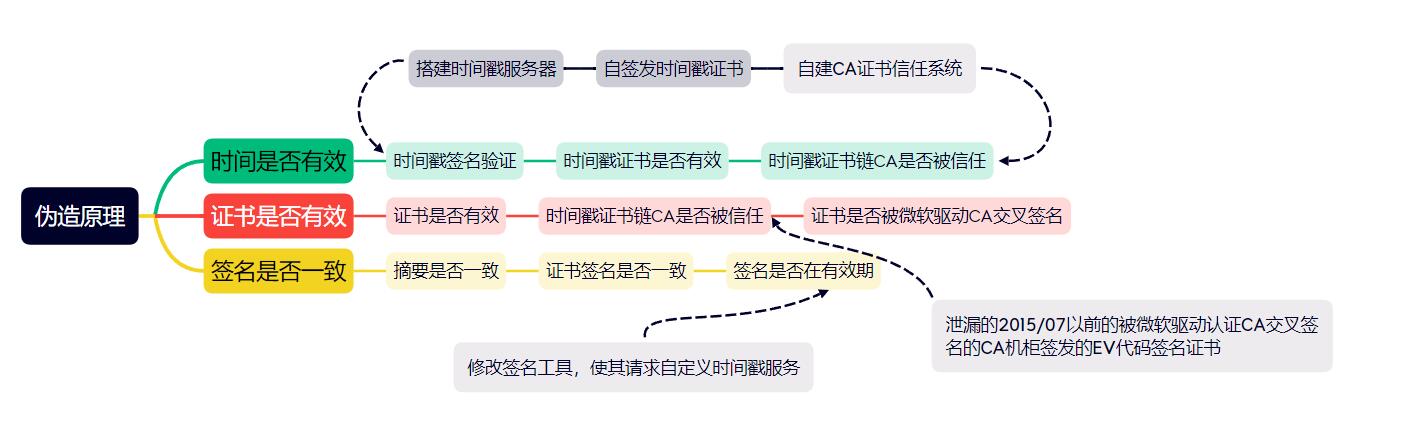 搭建时间戳服务器
自签发时间戳证书
自建CA证书信任系统
时间是否有效
时间戳签名验证
时间戳证书是否有效
时间戳证书链CA是否被信任
伪造原理
证书是否有效
证书是否有效
时间戳证书链CA是否被信任
证书是否被微软驱动CA交叉签名
签名是否一致
摘要是否一致
证书签名是否一致
签名是否在有效期
泄漏的2015/07以前的被微软驱动认证CA交叉签
名的CA机柜签发的EV代码签名证书
修改签名工具，使其请求自定义时间戳服务